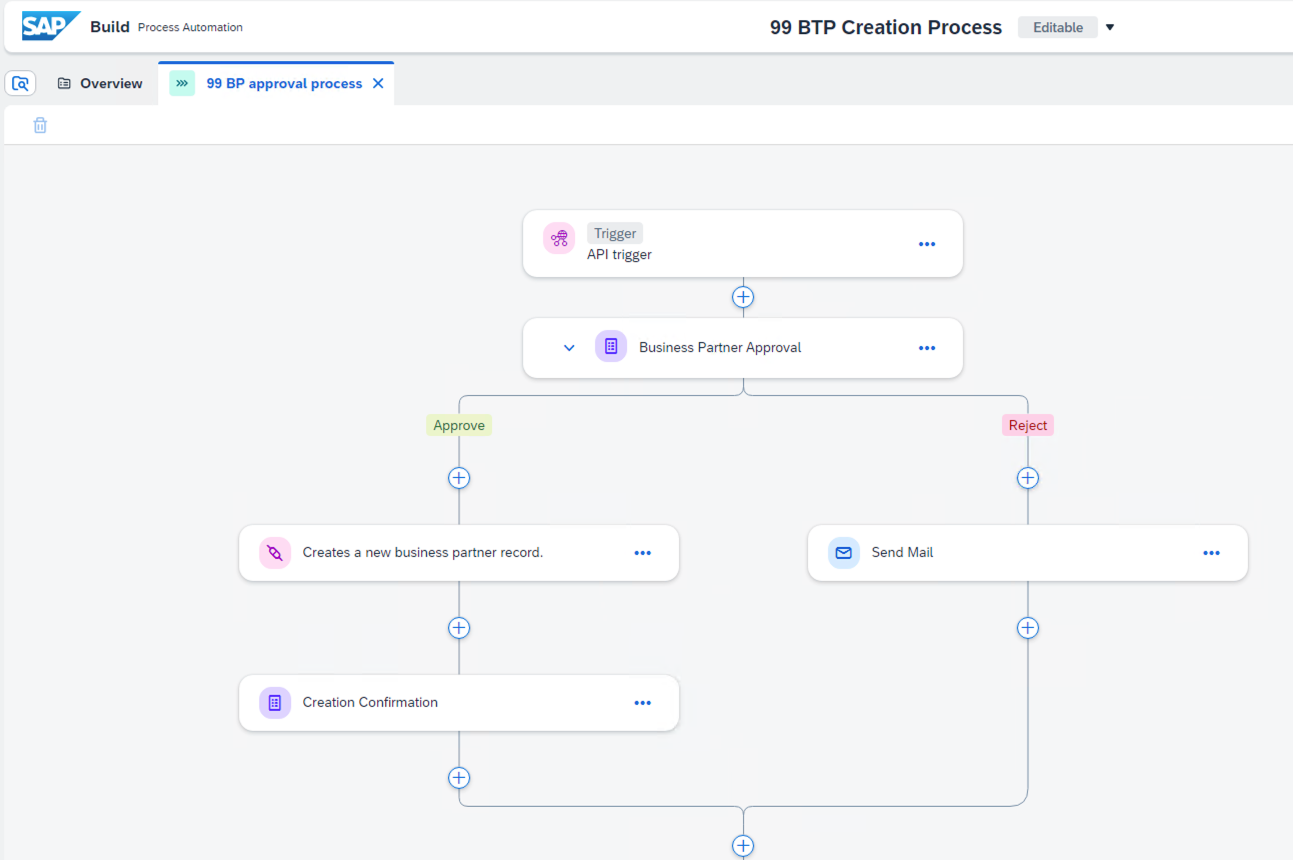 SAP Build Process Automation
99 BTP Creation Process
Editable
Overview
99 BP approval process
Trigger
API trigger
Business Partner Approval
Approve
Reject
Creates a new business partner record.
Send Mail
Creation Confirmation